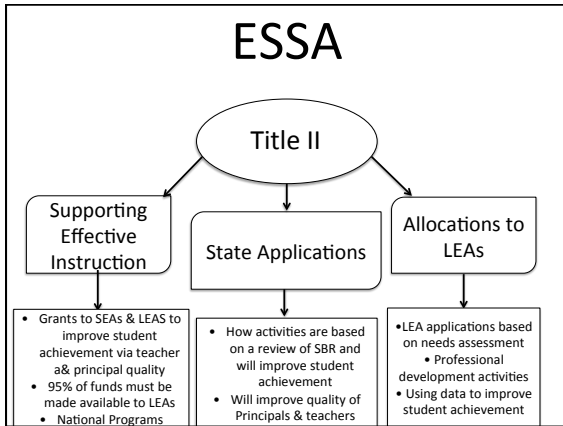 ESSA
Title II
Supporting
Effective
Instruction
State Applications
Allocations to
LEAs
• Grants to SEAs & LEAS to
improve student
achievement via teacher
a& principal quality
• 95% of funds must be
made available to LEAs
• National Programs
• How activities are based
on a review of SBR and
will improve student
achievement
• Will improve quality of
Principals & teachers
•LEA applications based
on needs assessment
• Professional
development activities
• Using data to improve
student achievement